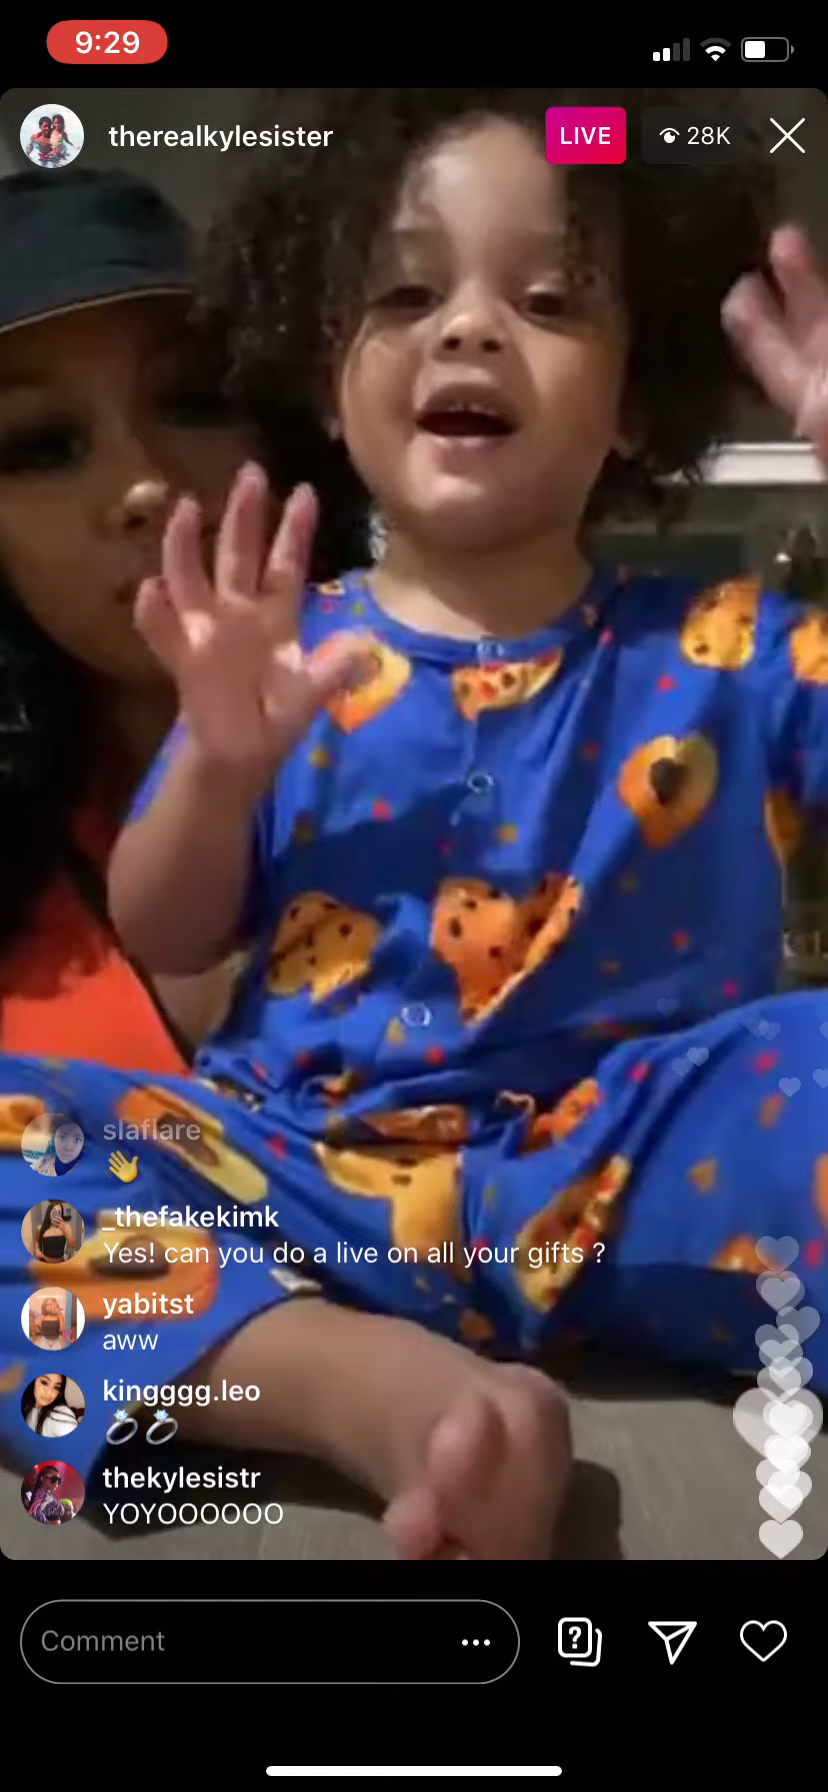 9:29
therealkylesister
LIVE
28K
slaflare
👋
_thefakekimk
Yes! can you do a live on all your gifts ?
yabitst
aww
kingggg.leo
💍💍
thekylesistr
YOYOOOOOO
Comment